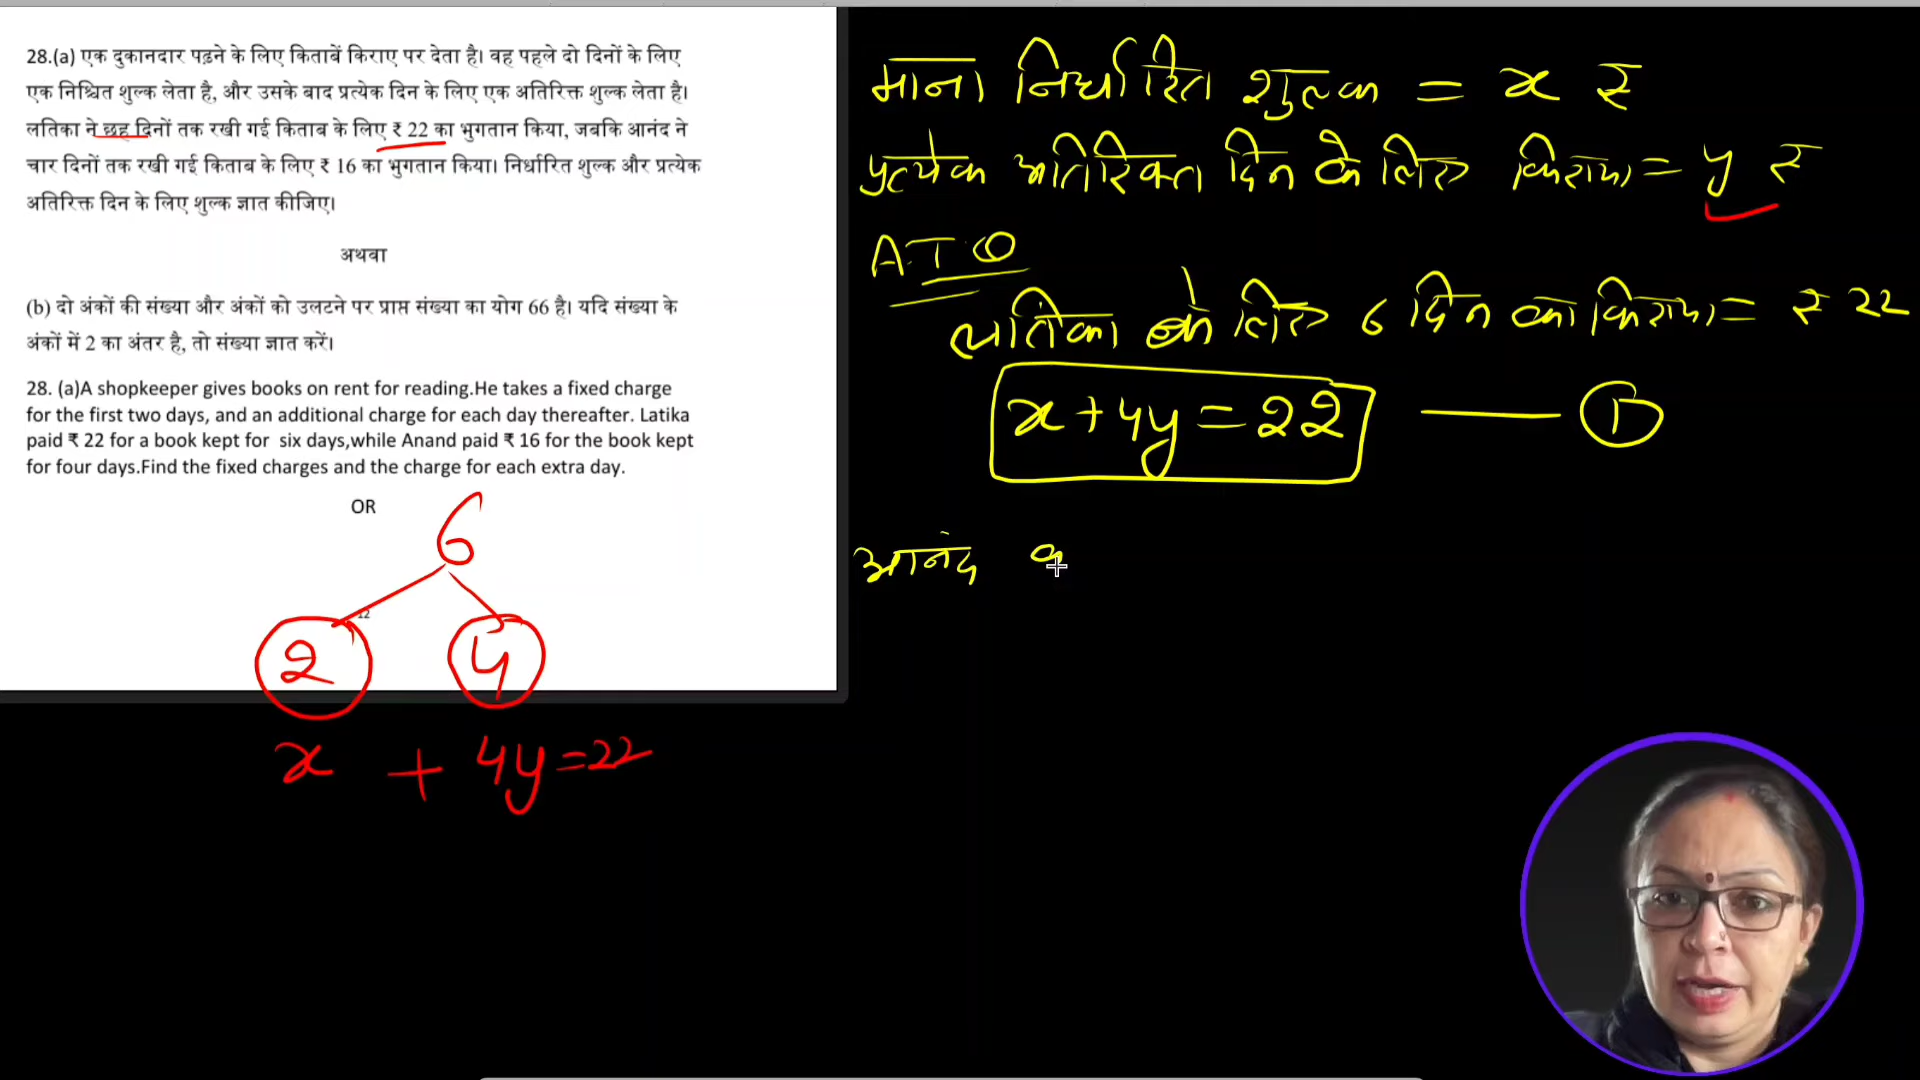 28.(a) एक दुकानदार पढ़ने के लिए किताबें किराए पर देता है। वह पहले दो दिनों के लिए
एक निश्चित शुल्क लेता है, और उसके बाद प्रत्येक दिन के लिए एक अतिरिक्त शुल्क लेता है।
लतिका ने छह दिनों तक रखी गई किताब के लिए ₹ 22 का भुगतान किया, जबकि आनंद ने
चार दिनों तक रखी गई किताब के लिए ₹ 16 का भुगतान किया। निर्धारित शुल्क और प्रत्येक
अतिरिक्त दिन के लिए शुल्क ज्ञात कीजिए।
अथवा
(b) दो अंकों की संख्या और अंकों को उलटने पर प्राप्त संख्या का योग 66 है। यदि संख्या के
अंकों में 2 का अंतर है, तो संख्या ज्ञात करें।
28. (a)A shopkeeper gives books on rent for reading.He takes a fixed charge
for the first two days, and an additional charge for each day thereafter. Latika
paid ₹ 22 for a book kept for six days,while Anand paid ₹ 16 for the book kept
for four days.Find the fixed charges and the charge for each extra day.
OR
6
12
2 4
x + 4y = 22
माना निर्धारित शुल्क = x ₹
प्रत्येक अतिरिक्त दिन के लिए किराया = y ₹
A.T.Q
लतिका के लिए 6 दिन का किराया = ₹ 22
x + 4y = 22 —— 1
आनंद